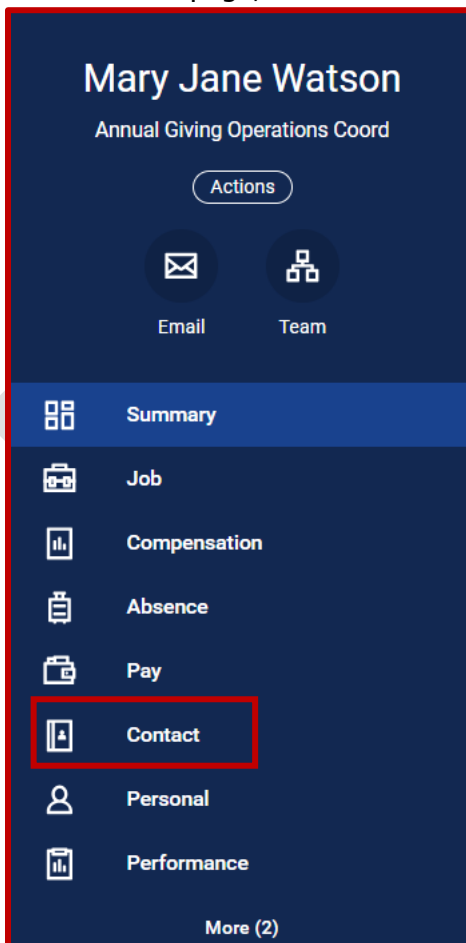 Mary Jane Watson
Annual Giving Operations Coord
Actions
Email Team
Summary
Job
Compensation
Absence
Pay
Contact
Personal
Performance
More (2)